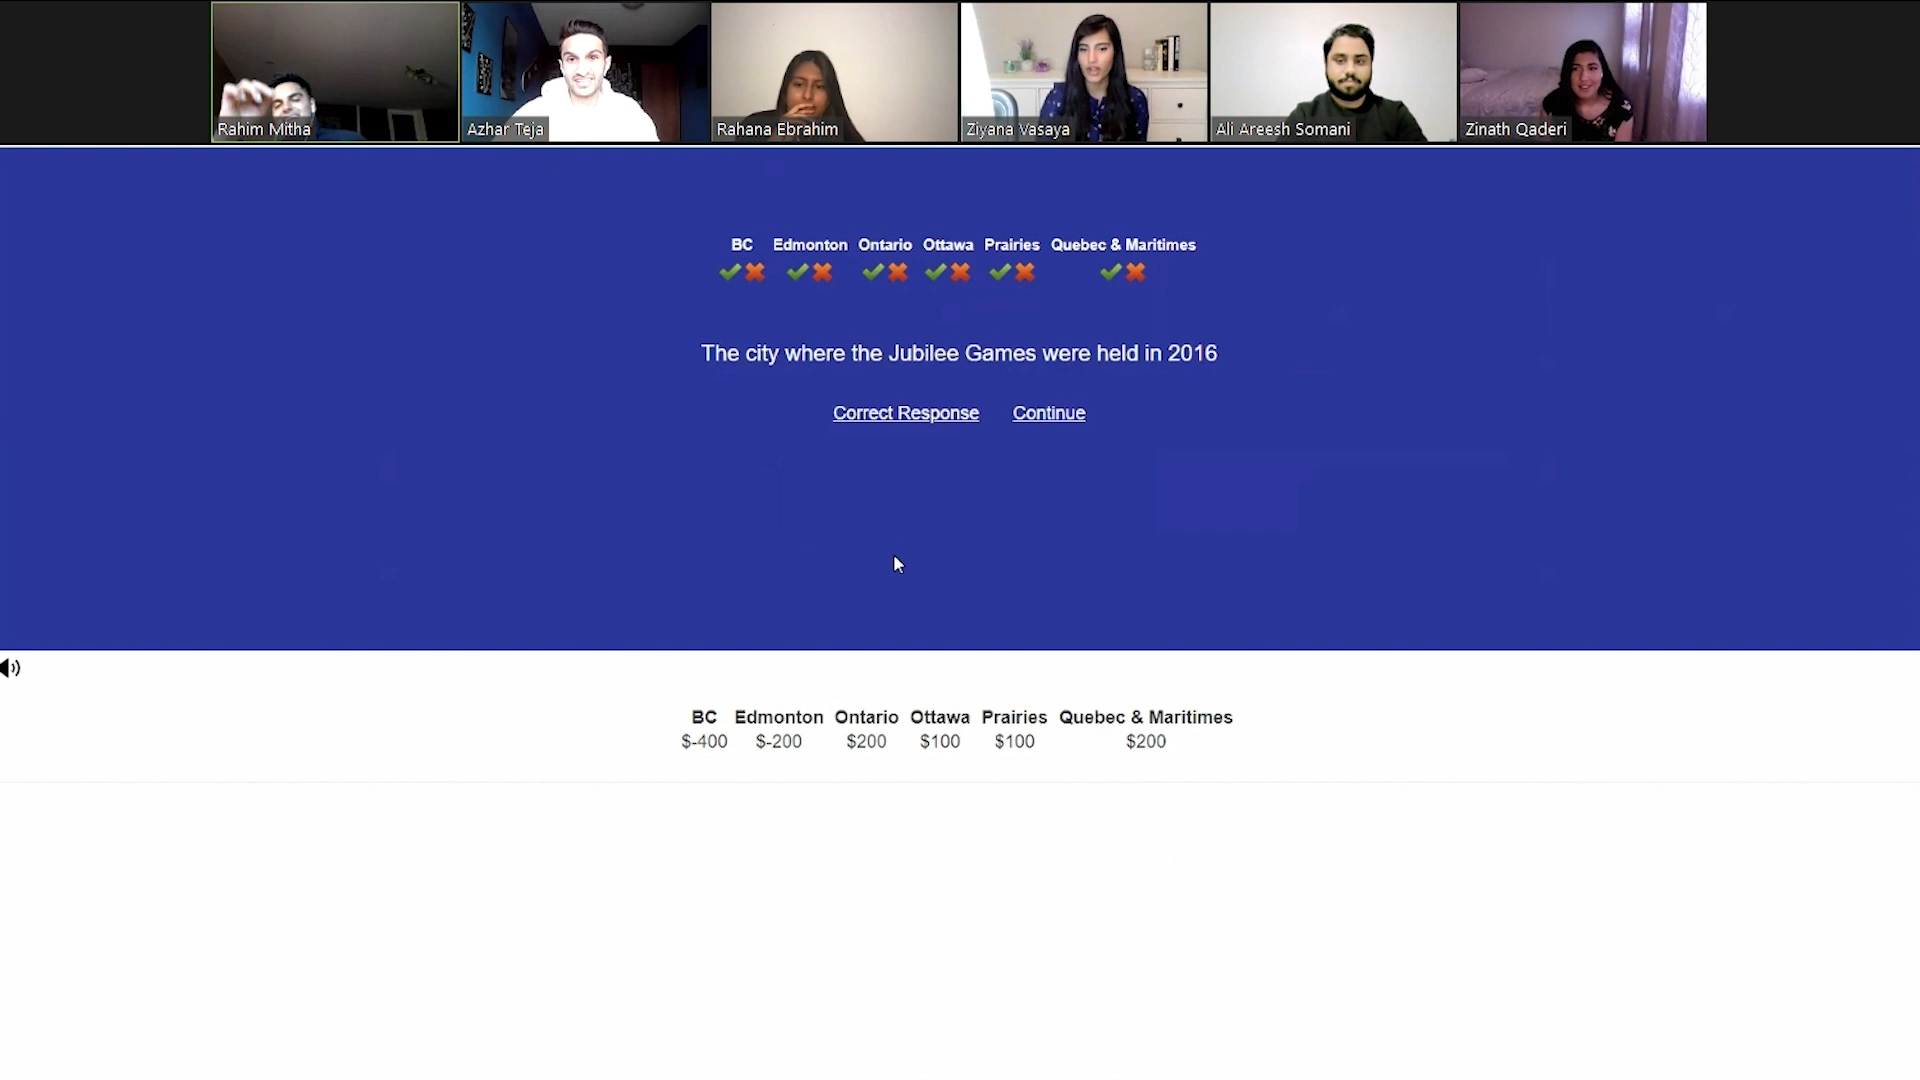 Rahim Mitha
Azhar Teja
Rahana Ebrahim
Ziyana Vasaya
Ali Areesh Somani
Zinath Qaderi
BC Edmonton Ontario Ottawa Prairies Quebec & Maritimes
The city where the Jubilee Games were held in 2016
Correct Response Continue
BC Edmonton Ontario Ottawa Prairies Quebec & Maritimes
$-400 $-200 $200 $100 $100 $200